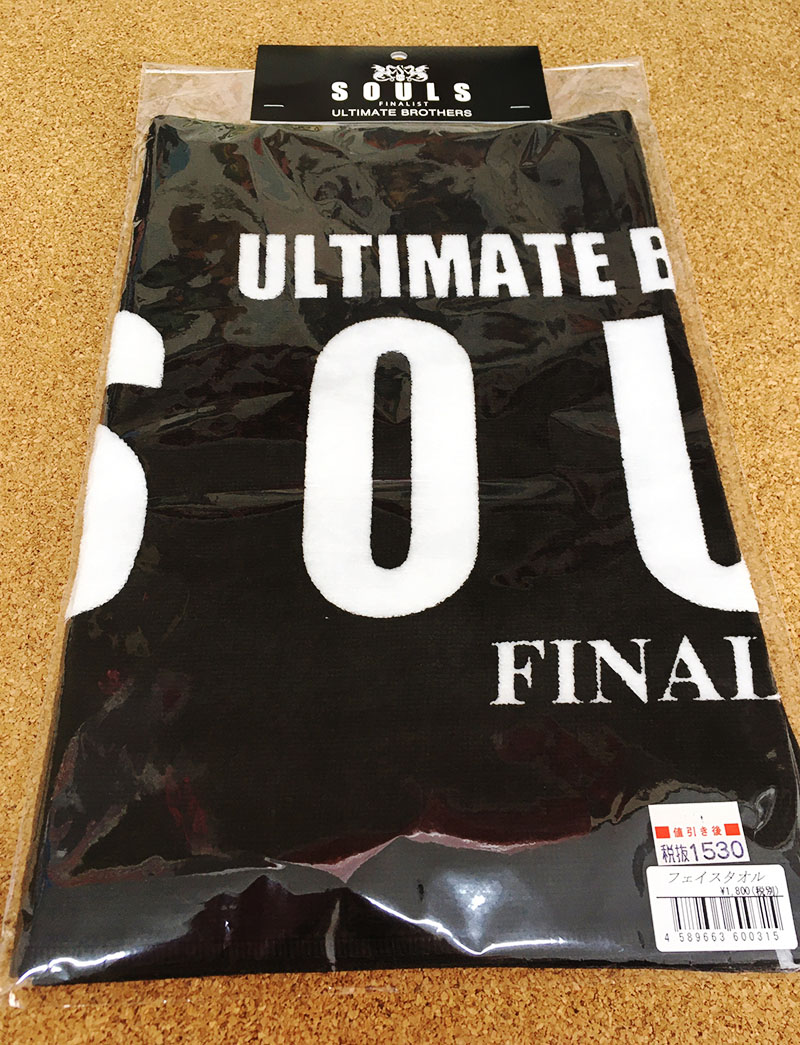 SOULS
FINALIST
ULTIMATE BROTHERS
ULTIMATE B
S O U
FINAL
値引き後
税抜1530
フェイスタオル
¥1,800(税別)
4 589663 600315